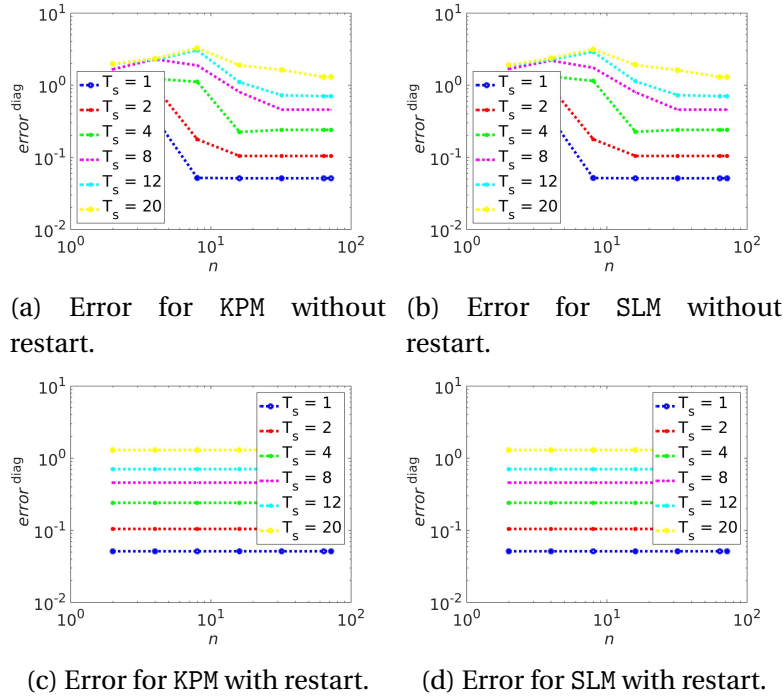 10^1
10^0
10^-1
10^-2
error diag
T_s = 1
T_s = 2
T_s = 4
T_s = 8
T_s = 12
T_s = 20
10^0 10^1 10^2
n
10^1
10^0
10^-1
10^-2
error diag
T_s = 1
T_s = 2
T_s = 4
T_s = 8
T_s = 12
T_s = 20
10^0 10^1 10^2
n
(a) Error for KPM without
restart.
(b) Error for SLM without
restart.
10^1
10^0
10^-1
10^-2
error diag
T_s = 1
T_s = 2
T_s = 4
T_s = 8
T_s = 12
T_s = 20
10^0 10^1 10^2
n
10^1
10^0
10^-1
10^-2
error diag
T_s = 1
T_s = 2
T_s = 4
T_s = 8
T_s = 12
T_s = 20
10^0 10^1 10^2
n
(c) Error for KPM with restart.
(d) Error for SLM with restart.